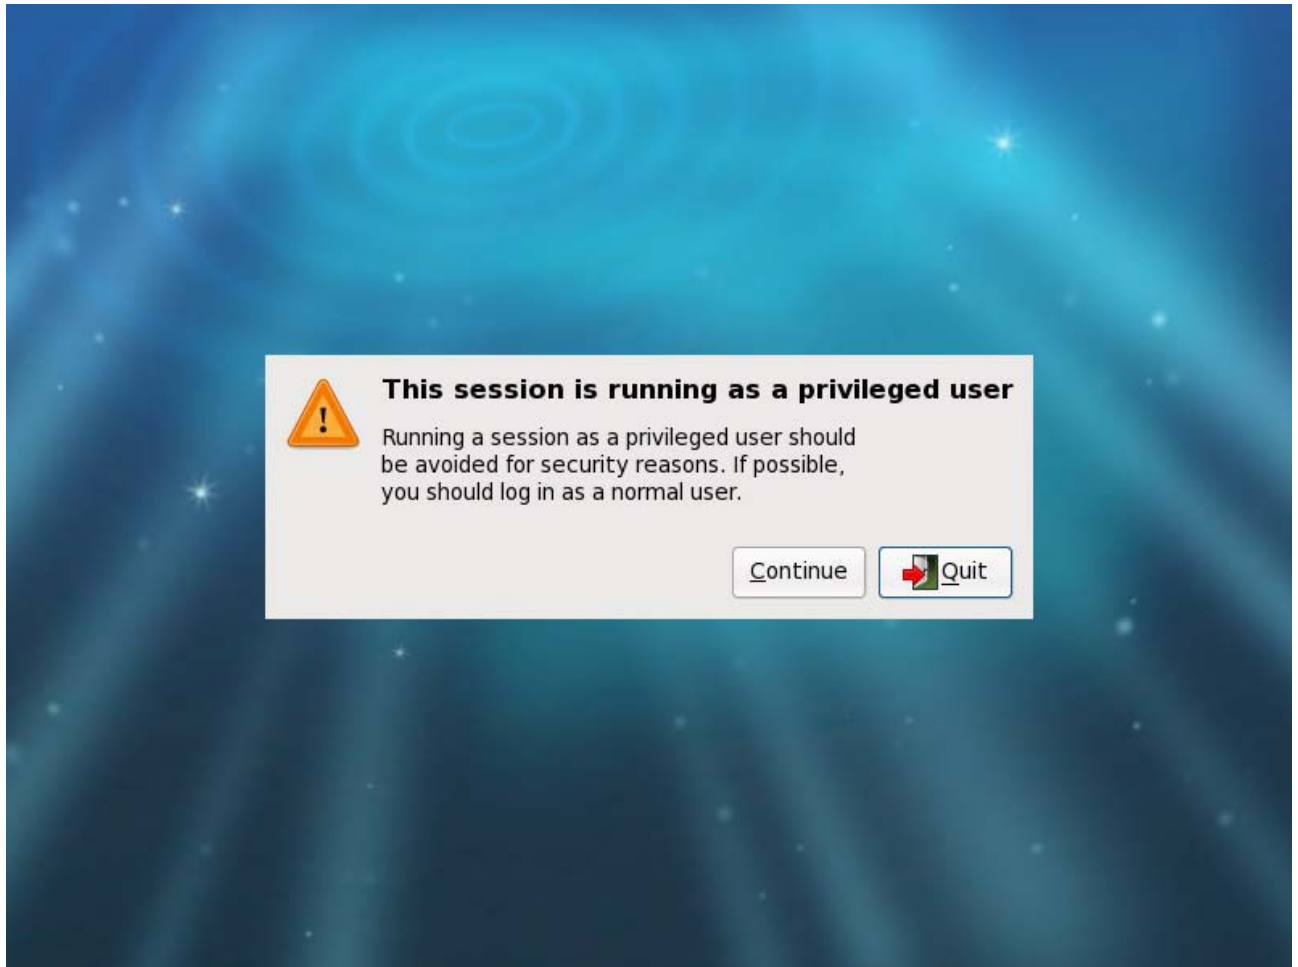 This session is running as a privileged user
Running a session as a privileged user should
be avoided for security reasons. If possible,
you should log in as a normal user.
Continue
Quit